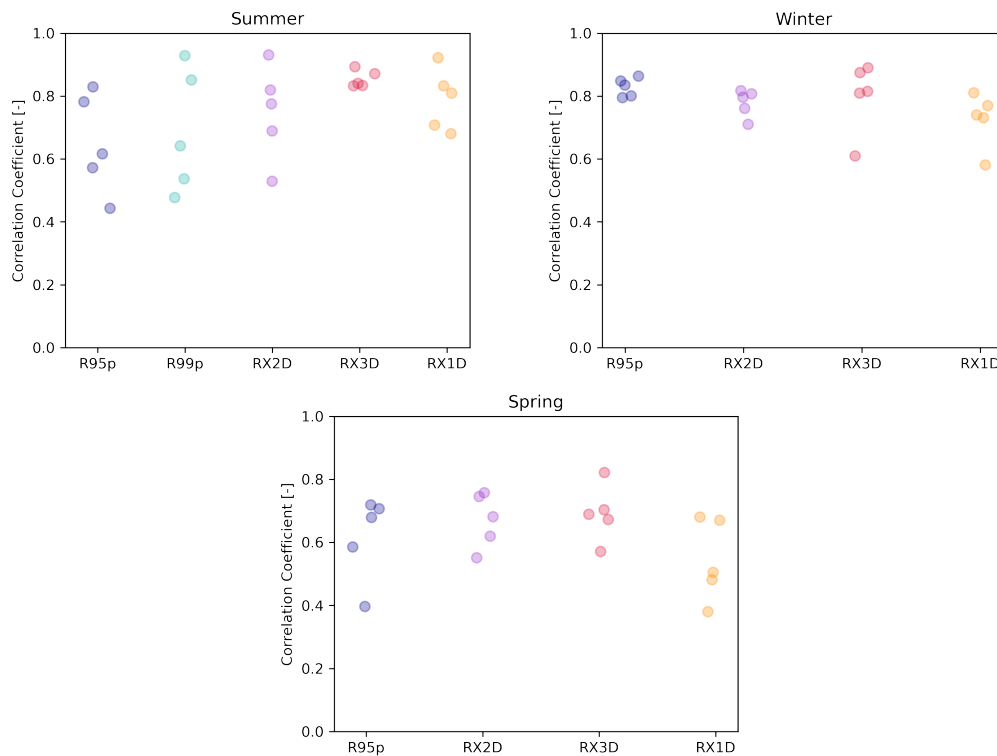 Summer
1.0
0.8
0.6
0.4
0.2
0.0
Correlation Coefficient [-]
R95p R99p RX2D RX3D RX1D
Winter
1.0
0.8
0.6
0.4
0.2
0.0
Correlation Coefficient [-]
R95p RX2D RX3D RX1D
Spring
1.0
0.8
0.6
0.4
0.2
0.0
Correlation Coefficient [-]
R95p RX2D RX3D RX1D